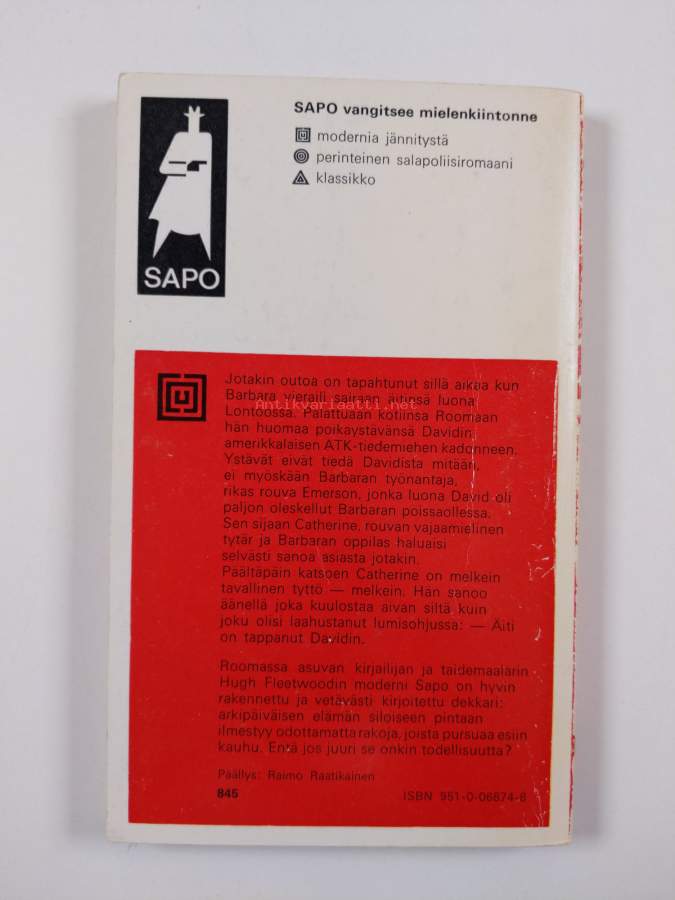 SAPO
SAPO vangitsee mielenkiintonne
modernia jännitystä
perinteinen salapoliisiromaani
klassikko
Jotakin outoa on tapahtunut sillä aikaa kun
Barbara vieraili sairaan äitinsä luona
Lontoossa. Palattuaan kotiinsa Roomaan
hän huomaa poikaystävänsä Davidin,
amerikkalaisen ATK-tiedemiehen kadonneen.
Ystävät eivät tiedä Davidista mitään,
ei myöskään Barbaran työnantaja,
rikas rouva Emerson, jonka luona David oli
paljon oleskellut Barbaran poissaollessa.
Sen sijaan Catherine, rouvan vajaamielinen
tytär ja Barbaran oppilas haluaisi
selvästi sanoa asiasta jotakin.
Päältäpäin katsoen Catherine on melkein
tavallinen tyttö — melkein. Hän sanoo
äänellä joka kuulostaa aivan siltä kuin
joku olisi laahustanut lumisohjussa: — Äiti
on tappanut Davidin.
Roomassa asuvan kirjailijan ja taidemaalarin
Hugh Fleetwoodin moderni Sapo on hyvin
rakennettu ja vetävästi kirjoitettu dekkari:
arkipäiväisen elämän siloiseen pintaan
ilmestyy odottamatta rakoja, joista pursuaa esiin
kauhu. Entä jos juuri se onkin todellisuutta?
Päällys: Raimo Raatikainen
845 ISBN 951-0-06874-8
Antikvariaatti.net